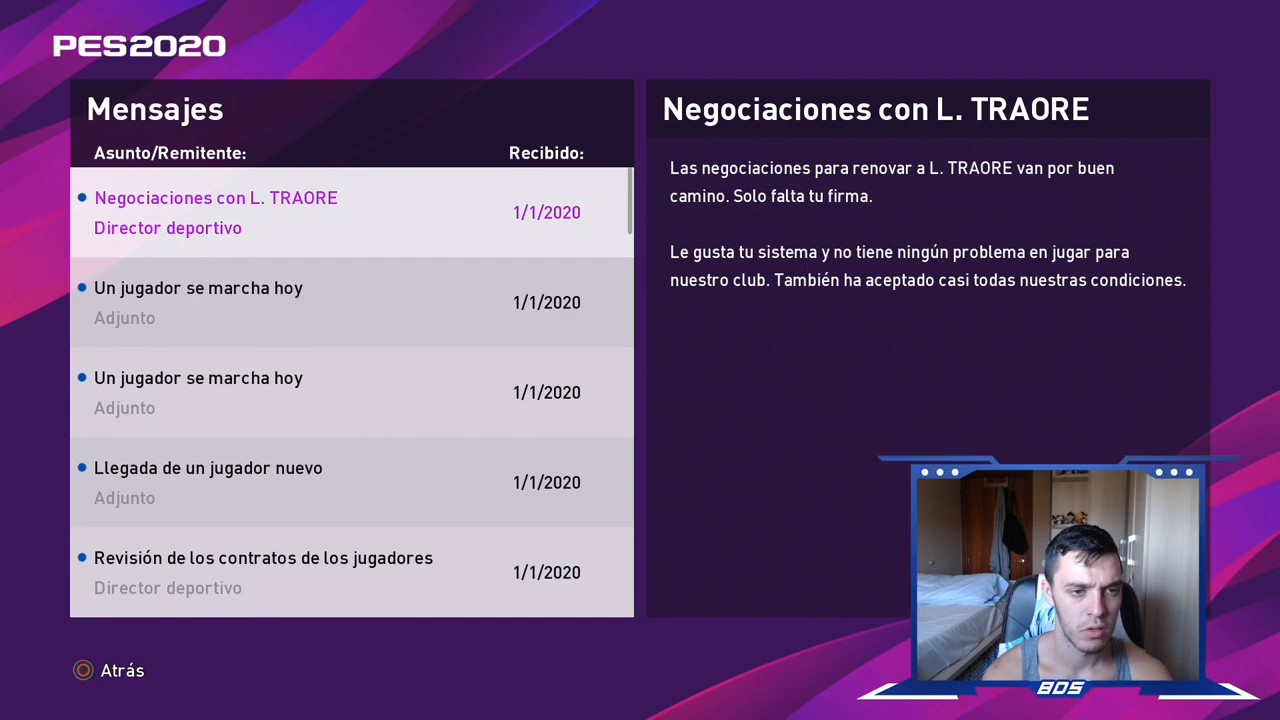 PES2020
Mensajes
Asunto/Remitente:
Recibido:
Negociaciones con L. TRAORE
Director deportivo
1/1/2020
Un jugador se marcha hoy
Adjunto
1/1/2020
Un jugador se marcha hoy
Adjunto
1/1/2020
Llegada de un jugador nuevo
Adjunto
1/1/2020
Revisión de los contratos de los jugadores
Director deportivo
1/1/2020
Negociaciones con L. TRAORE
Las negociaciones para renovar a L. TRAORE van por buen
camino. Solo falta tu firma.
Le gusta tu sistema y no tiene ningún problema en jugar para
nuestro club. También ha aceptado casi todas nuestras condiciones.
Atrás
BDS